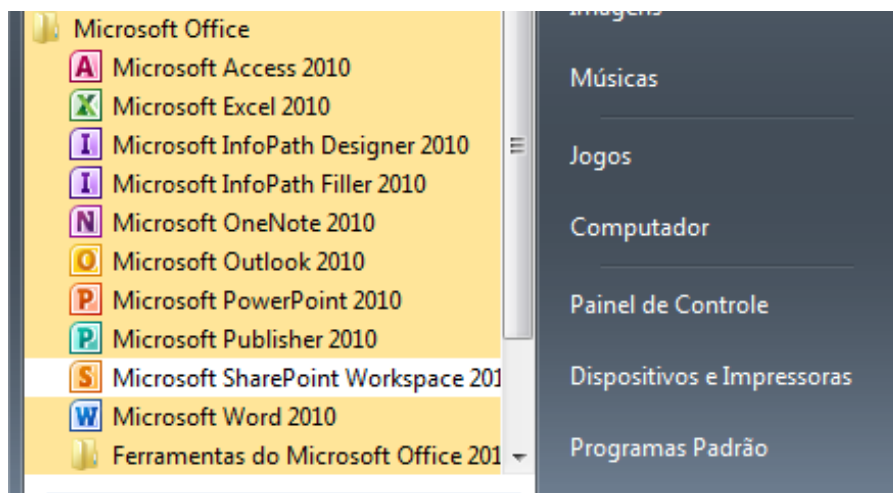 Microsoft Office
Microsoft Access 2010
Microsoft Excel 2010
Microsoft InfoPath Designer 2010
Microsoft InfoPath Filler 2010
Microsoft OneNote 2010
Microsoft Outlook 2010
Microsoft PowerPoint 2010
Microsoft Publisher 2010
Microsoft SharePoint Workspace 201
Microsoft Word 2010
Ferramentas do Microsoft Office 201
Imagens
Músicas
Jogos
Computador
Painel de Controle
Dispositivos e Impressoras
Programas Padrão